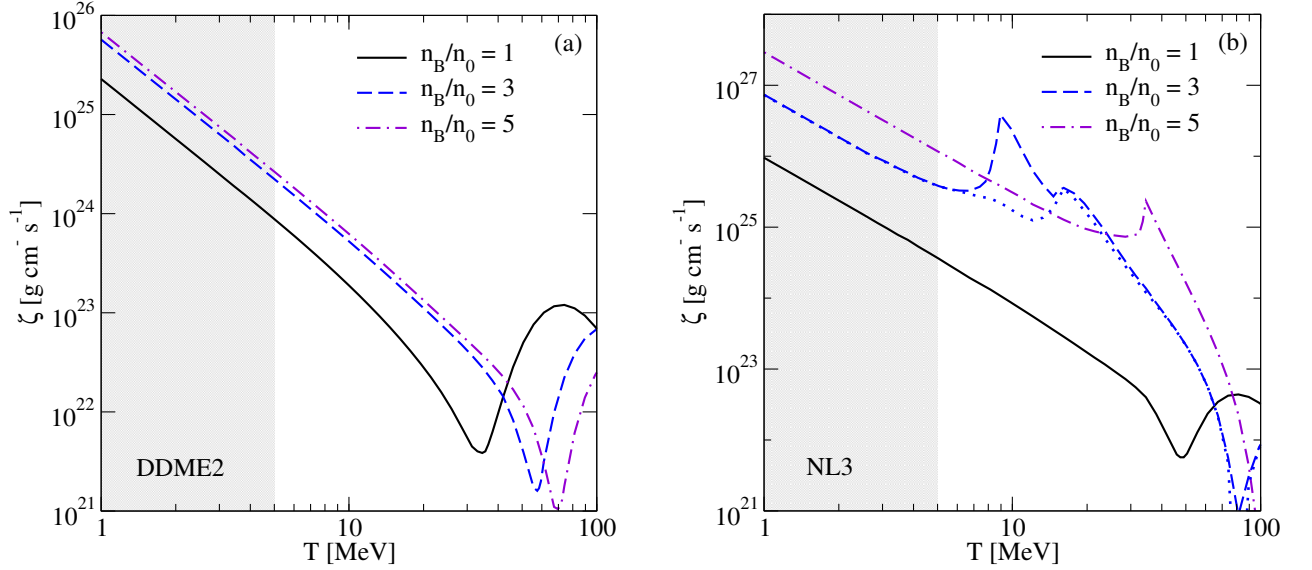 (a)
n_B/n_0 = 1
n_B/n_0 = 3
n_B/n_0 = 5
10^26
10^25
10^24
10^23
10^22
10^21
ζ [g cm^- s^-1]
DDME2
1 10 100
T [MeV]
(b)
n_B/n_0 = 1
n_B/n_0 = 3
n_B/n_0 = 5
10^27
10^25
10^23
10^21
ζ [g cm^- s^-1]
NL3
1 10 100
T [MeV]